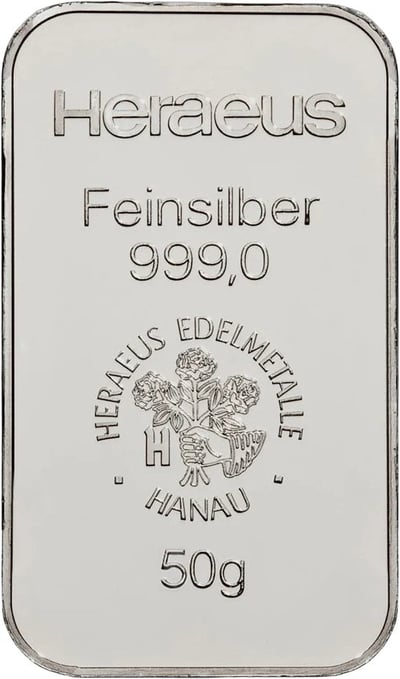 Heraeus
Feinsilber
999,0
HERAEUS EDELMETALLE
H
· HANAU ·
50g